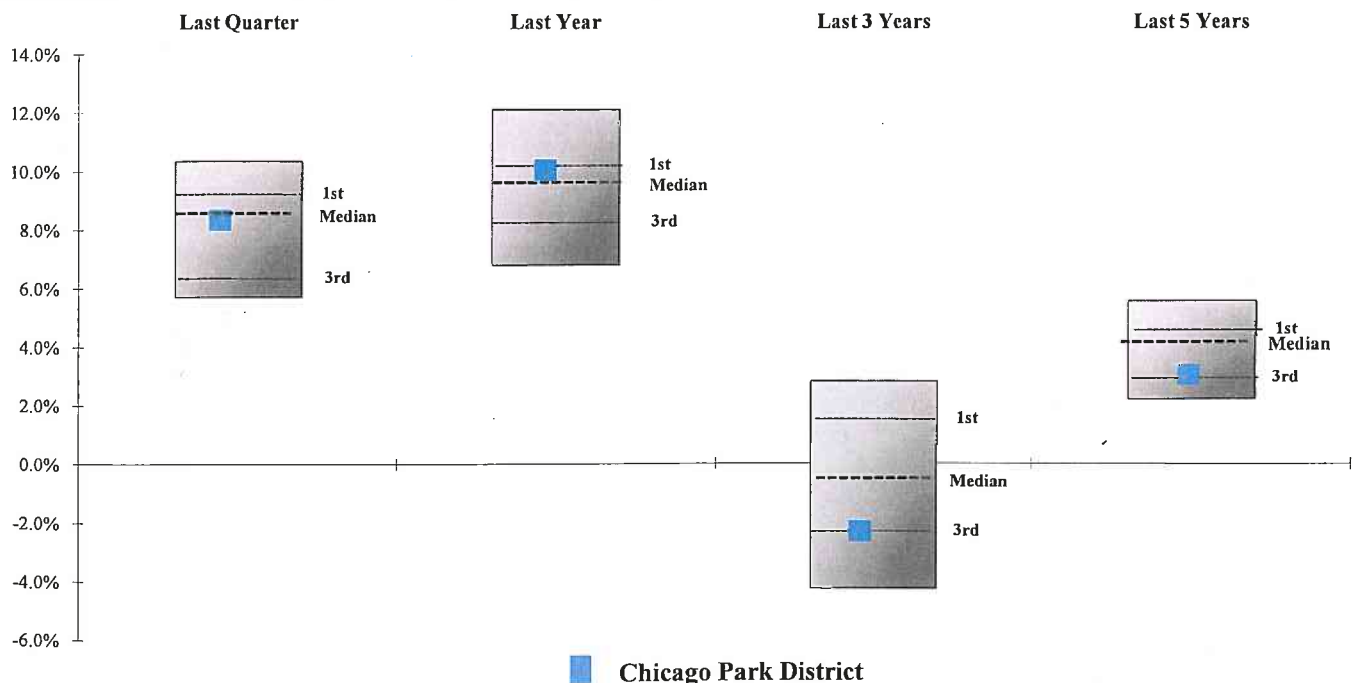 Last Quarter Last Year Last 3 Years Last 5 Years
14.0%
12.0%
10.0%
8.0%
6.0%
4.0%
2.0%
0.0%
-2.0%
-4.0%
-6.0%
1st
Median
3rd
1st
Median
3rd
1st
Median
3rd
1st
Median
3rd
Chicago Park District